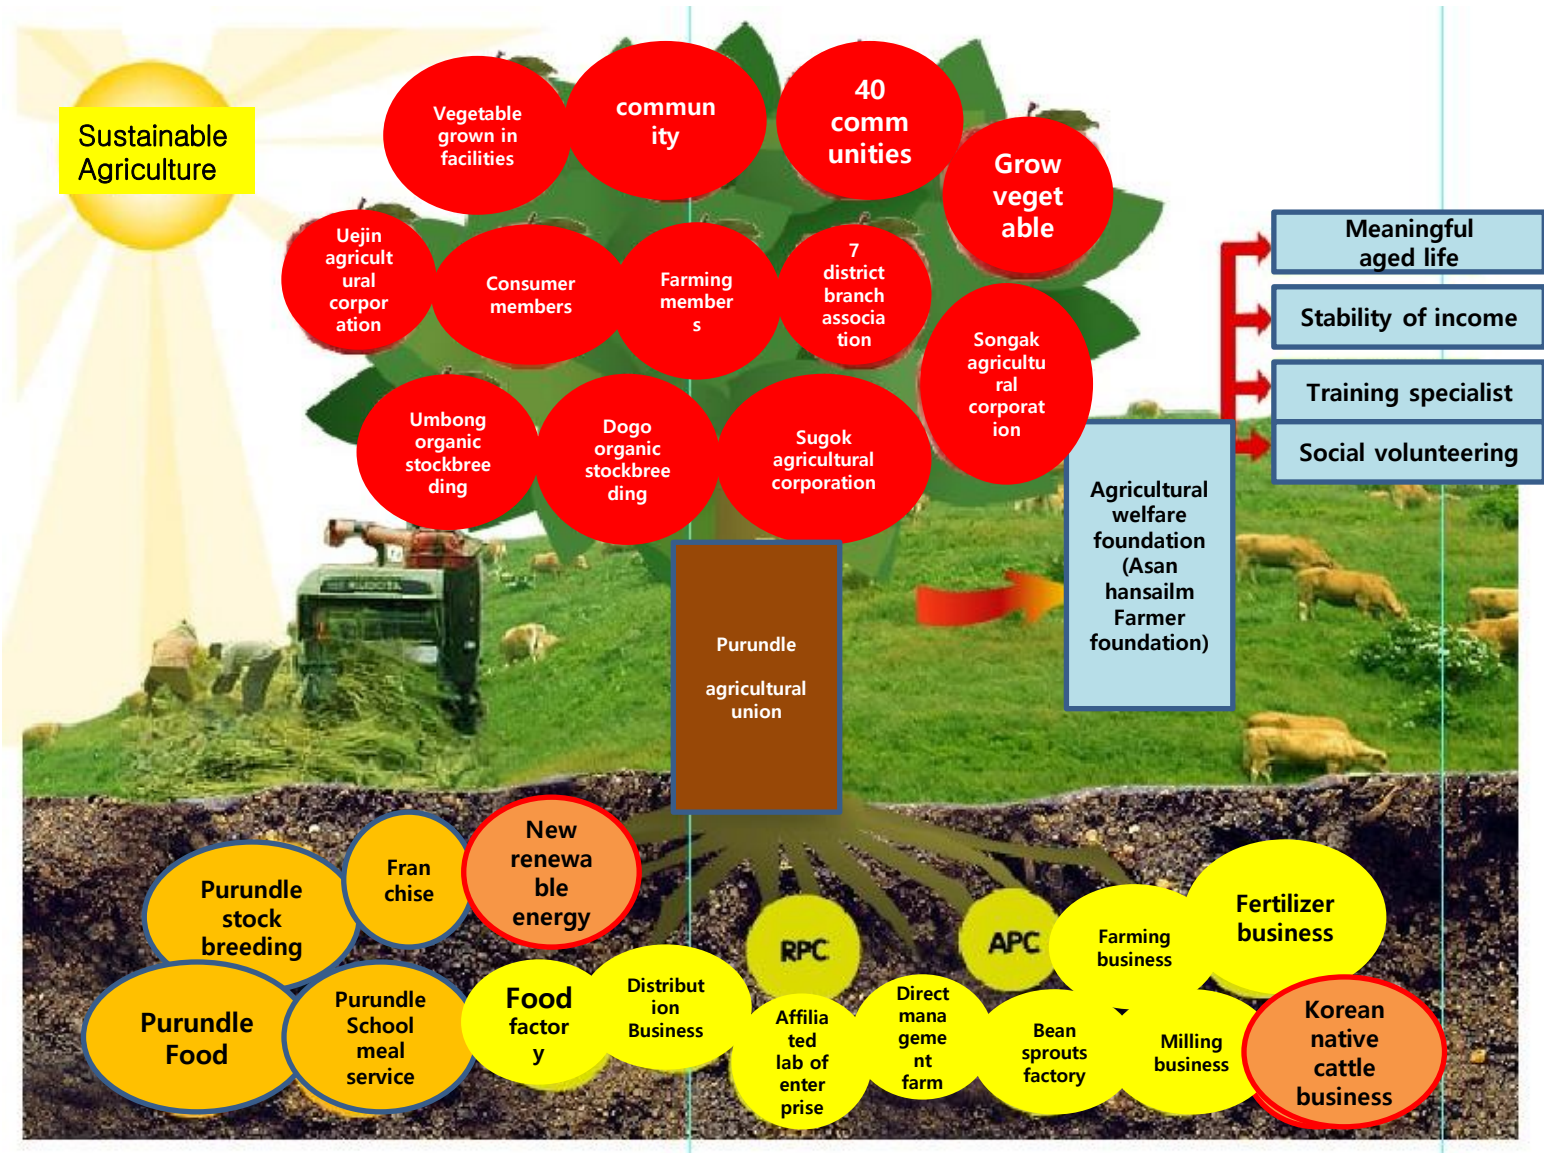 Sustainable
Agriculture
Vegetable
grown in
facilities
commun
ity
40
comm
unities
Grow
veget
able
Uejin
agricult
ural
corpor
ation
Consumer
members
Farming
member
s
7
district
branch
associa
tion
Songak
agricultu
ral
corporat
ion
Umbong
organic
stockbree
ding
Dogo
organic
stockbree
ding
Sugok
agricultural
corporation
Meaningful
aged life
Stability of income
Training specialist
Social volunteering
Agricultural
welfare
foundation
(Asan
hansailm
Farmer
foundation)
Purundle
agricultural
union
Purundle
stock
breeding
Fran
chise
New
renewa
ble
energy
Purundle
Food
Purundle
School
meal
service
Food
factor
y
Distribut
ion
Business
RPC
Affilia
ted
lab of
enter
prise
Direct
mana
geme
nt
farm
APC
Bean
sprouts
factory
Farming
business
Milling
business
Fertilizer
business
Korean
native
cattle
business